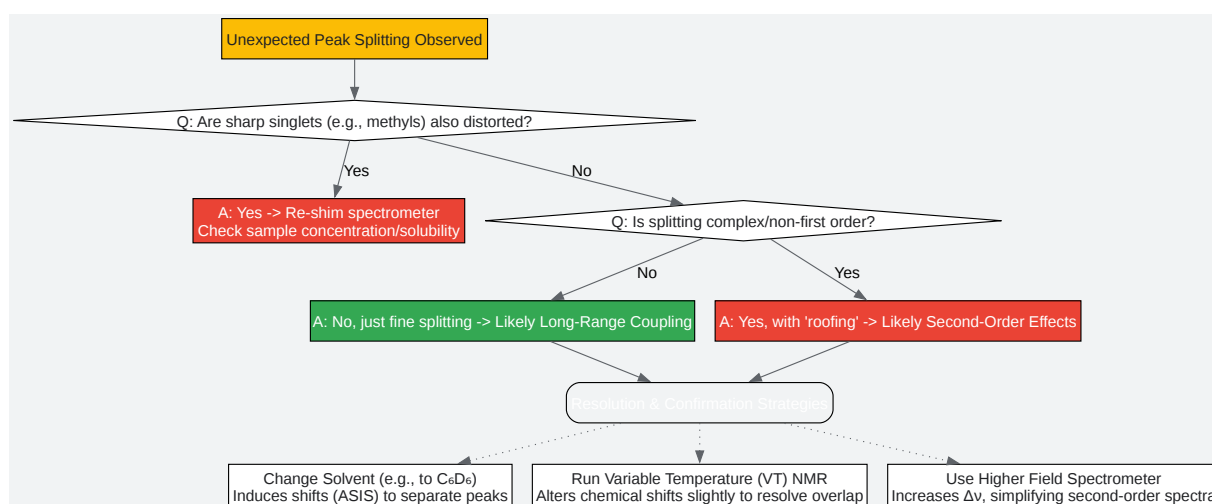 Unexpected Peak Splitting Observed
Q: Are sharp singlets (e.g., methyls) also distorted?
Yes
No
A: Yes -> Re-shim spectrometer
Check sample concentration/solubility
Q: Is splitting complex/non-first order?
No
Yes
A: No, just fine splitting -> Likely Long-Range Coupling
A: Yes, with 'roofing' -> Likely Second-Order Effects
Resolution & Confirmation Strategies
Change Solvent (e.g., to C₆D₆)
Induces shifts (ASIS) to separate peaks
Run Variable Temperature (VT) NMR
Alters chemical shifts slightly to resolve overlap
Use Higher Field Spectrometer
Increases Δν, simplifying second-order